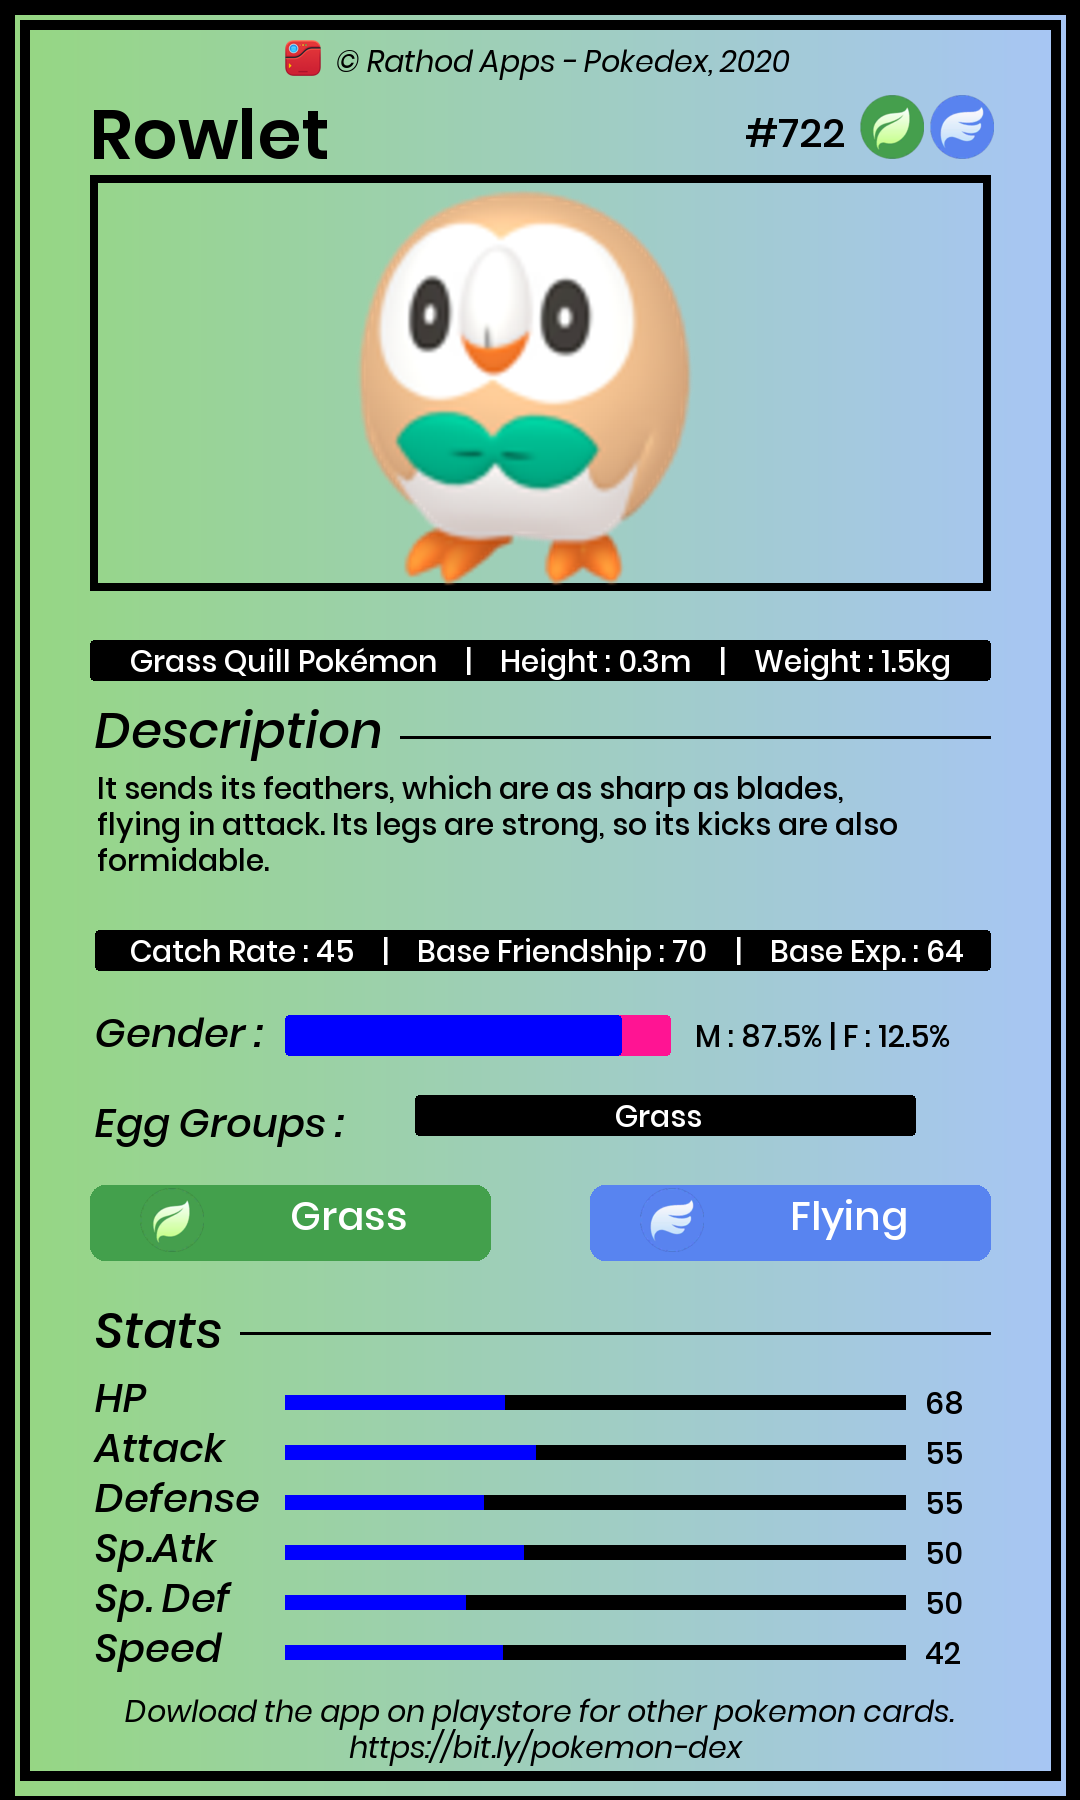 © Rathod Apps - Pokedex, 2020
Rowlet #722
Grass Quill Pokémon | Height : 0.3m | Weight : 1.5kg
Description
It sends its feathers, which are as sharp as blades,
flying in attack. Its legs are strong, so its kicks are also
formidable.
Catch Rate : 45 | Base Friendship : 70 | Base Exp. : 64
Gender : M : 87.5% | F : 12.5%
Egg Groups : Grass
Grass Flying
Stats
HP 68
Attack 55
Defense 55
Sp.Atk 50
Sp. Def 50
Speed 42
Dowload the app on playstore for other pokemon cards.
https://bit.ly/pokemon-dex